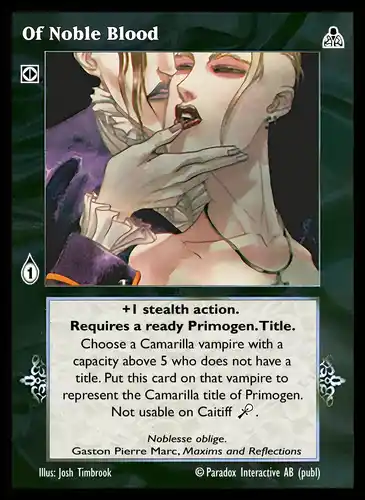 Of Noble Blood
1
+1 stealth action.
Requires a ready Primogen.Title.
Choose a Camarilla vampire with a
capacity above 5 who does not have a
title. Put this card on that vampire to
represent the Camarilla title of Primogen.
Not usable on Caitiff .
Noblesse oblige.
Gaston Pierre Marc, Maxims and Reflections
Illus: Josh Timbrook
© Paradox Interactive AB (publ)